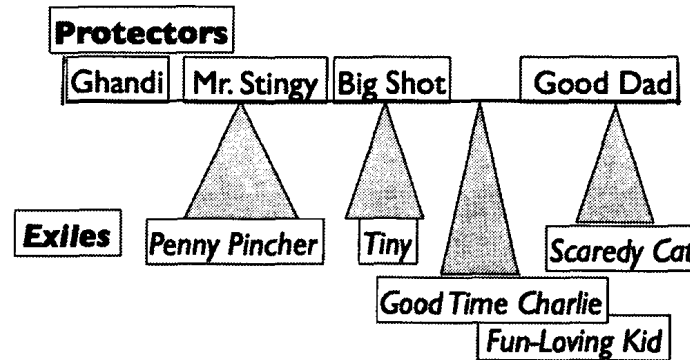 Protectors
Ghandi Mr. Stingy Big Shot Good Dad
Exiles Penny Pincher Tiny Scaredy Cat
Good Time Charlie
Fun-Loving Kid